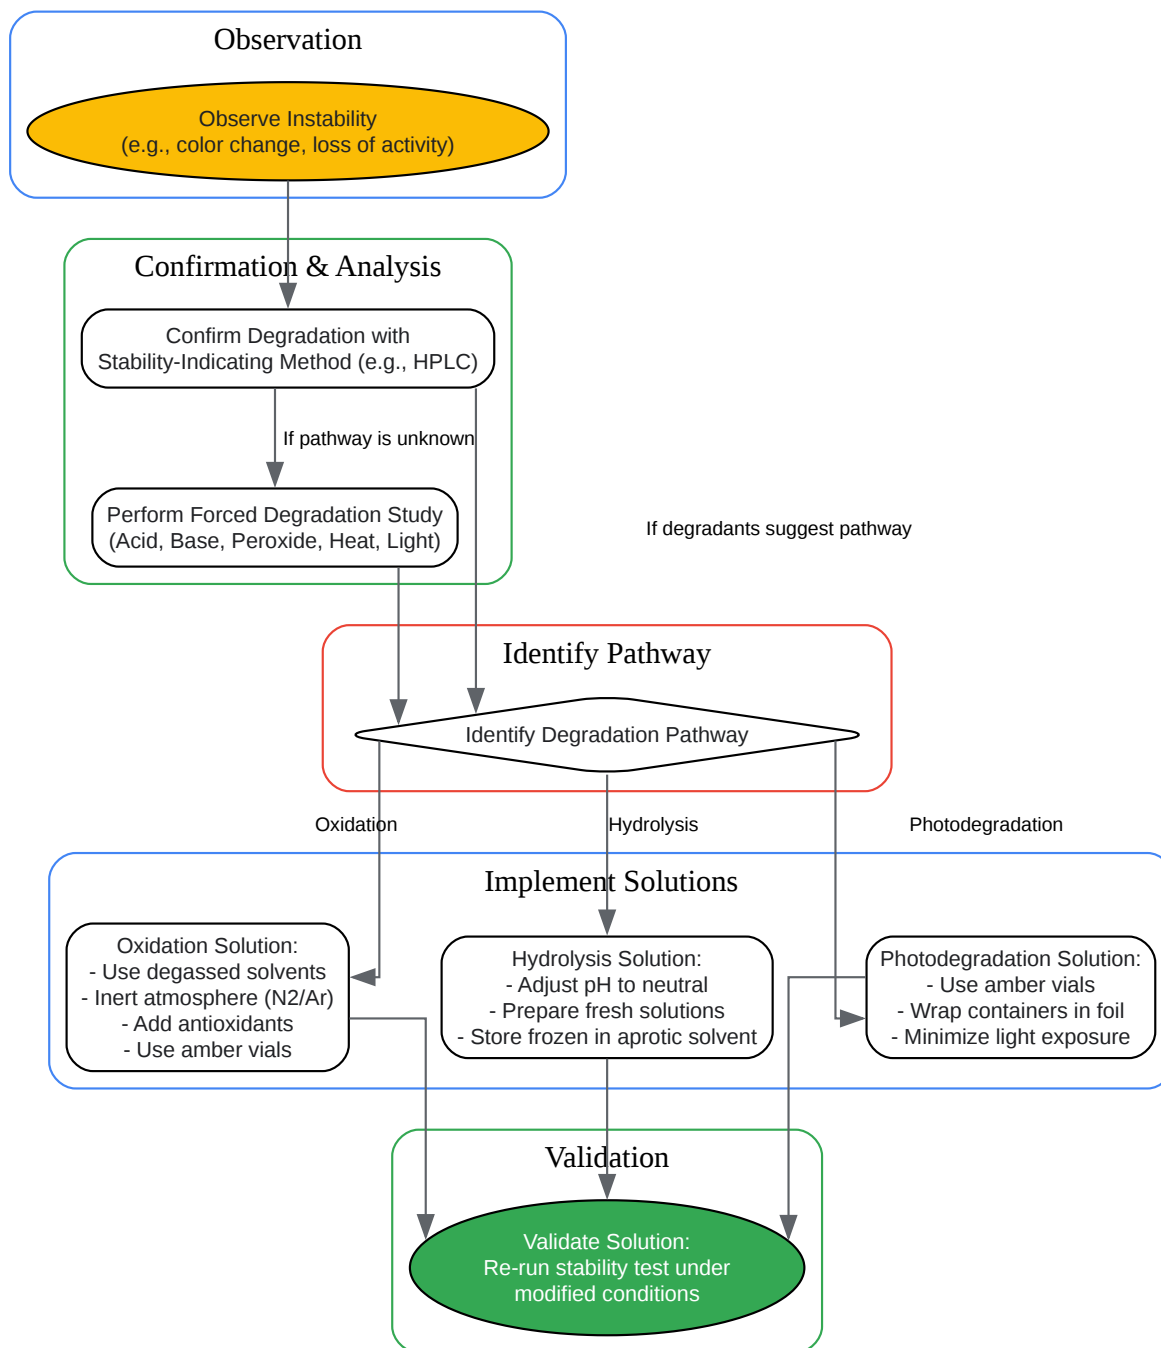 Observation
Observe Instability
(e.g., color change, loss of activity)
Confirmation & Analysis
Confirm Degradation with
Stability-Indicating Method (e.g., HPLC)
If pathway is unknown
Perform Forced Degradation Study
(Acid, Base, Peroxide, Heat, Light)
If degradants suggest pathway
Identify Pathway
Identify Degradation Pathway
Oxidation
Hydrolysis
Photodegradation
Implement Solutions
Oxidation Solution:
- Use degassed solvents
- Inert atmosphere (N2/Ar)
- Add antioxidants
- Use amber vials
Hydrolysis Solution:
- Adjust pH to neutral
- Prepare fresh solutions
- Store frozen in aprotic solvent
Photodegradation Solution:
- Use amber vials
- Wrap containers in foil
- Minimize light exposure
Validation
Validate Solution:
Re-run stability test under
modified conditions